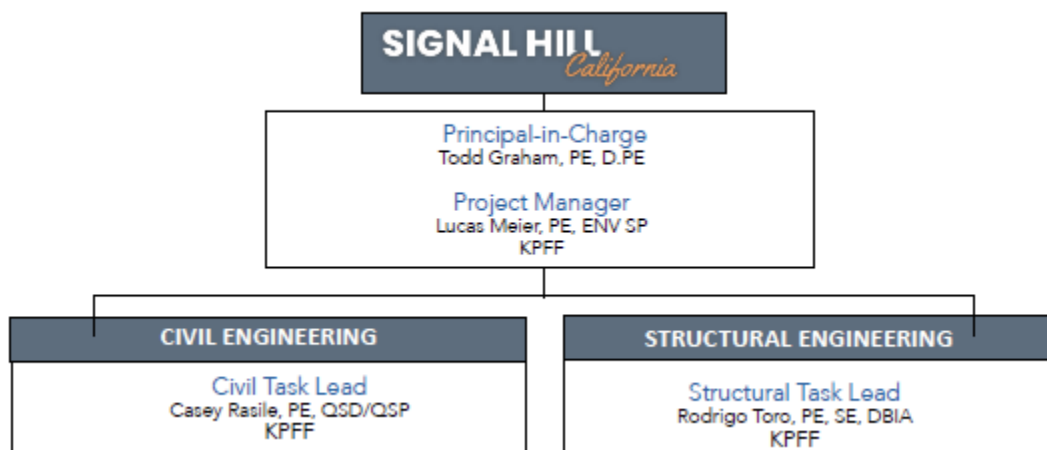 SIGNAL HILL
California
Principal-in-Charge
Todd Graham, PE, D.PE
Project Manager
Lucas Meier, PE, ENV SP
KPFF
CIVIL ENGINEERING
Civil Task Lead
Casey Rasile, PE, QSD/QSP
KPFF
STRUCTURAL ENGINEERING
Structural Task Lead
Rodrigo Toro, PE, SE, DBIA
KPFF